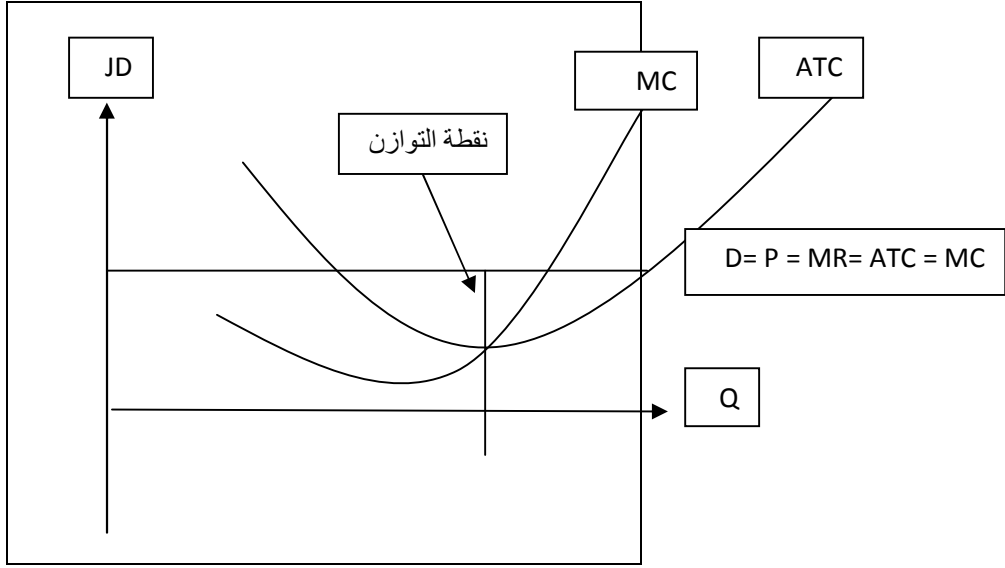 JD
MC
ATC
نقطة التوازن
D= P = MR= ATC = MC
Q